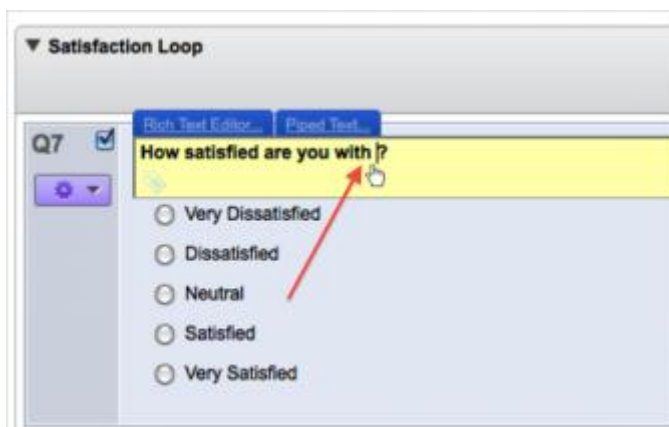 Satisfaction Loop
Rich Text Editor... Piped Text...
Q7
How satisfied are you with ?
Very Dissatisfied
Dissatisfied
Neutral
Satisfied
Very Satisfied